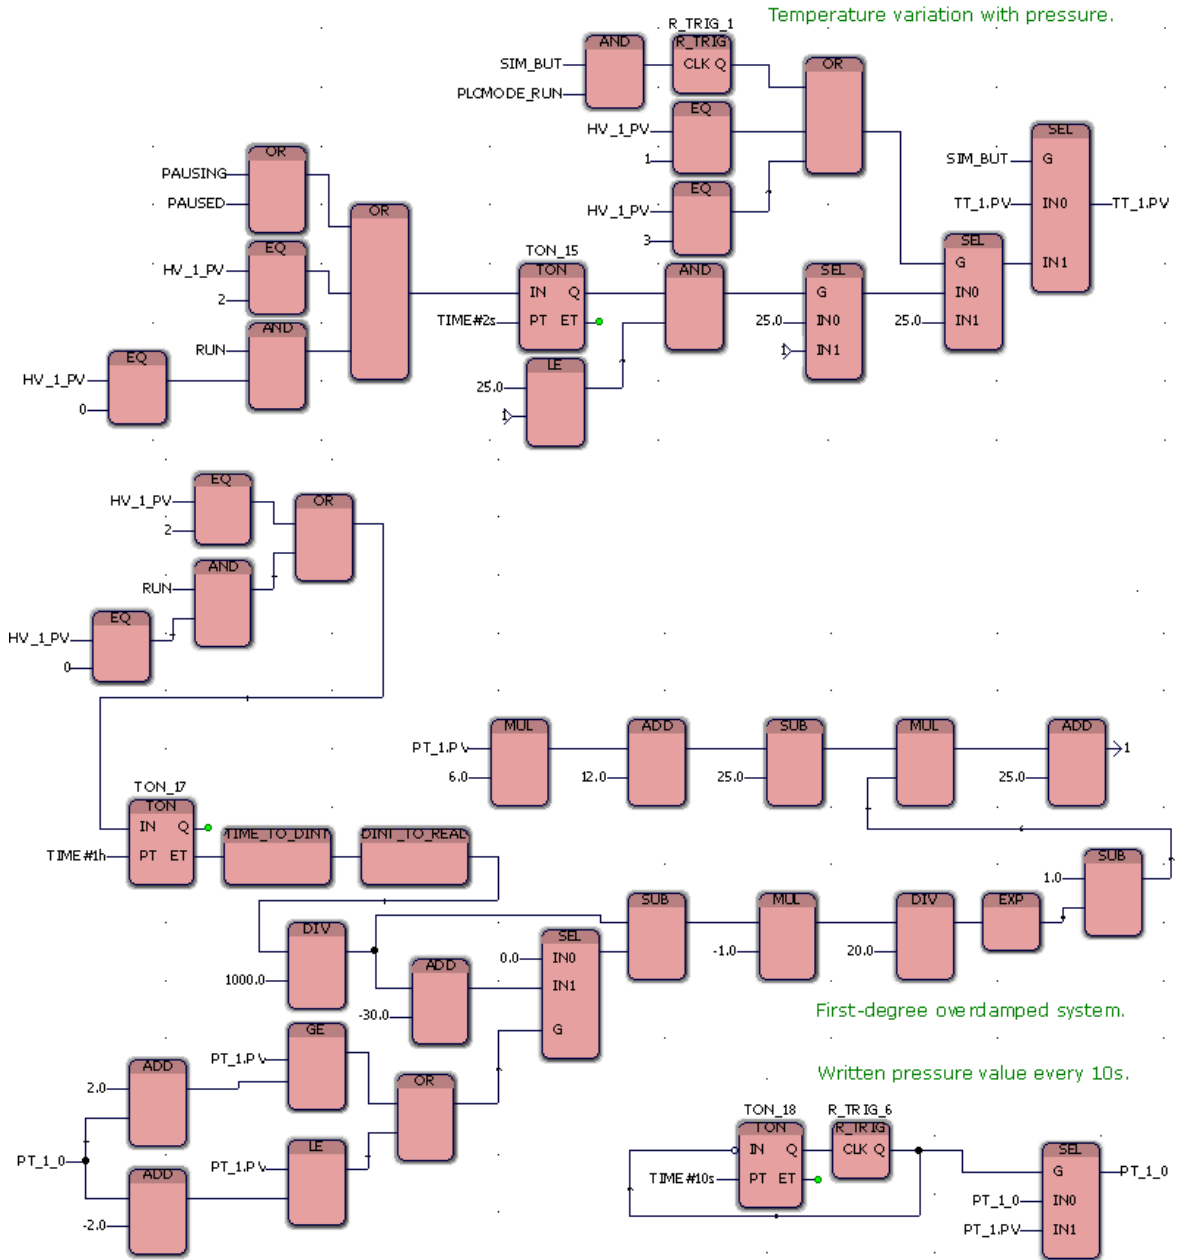 Temperature variation with pressure.
R_TRIG_1
AND
R_TRIG
CLK Q
OR
SIM_BUT
PLCMODE_RUN
EQ
HV_1_PV
1
SEL
G
SIM_BUT
TT_1.PV
IN0
TT_1.PV
IN1
OR
PAUSING
PAUSED
EQ
HV_1_PV
3
OR
EQ
HV_1_PV
2
TON_15
TON
IN Q
TIME#2s
PT ET
AND
SEL
G
25.0
IN0
1
IN1
SEL
G
IN0
25.0
IN1
AND
RUN
EQ
HV_1_PV
0
LE
25.0
1
EQ
HV_1_PV
2
OR
AND
RUN
EQ
HV_1_PV
0
MUL
PT_1.PV
6.0
ADD
12.0
SUB
25.0
MUL
ADD
25.0
1
TON_17
TON
IN Q
TIME#1h
PT ET
TIME_TO_DINT
DINT_TO_REAL
SUB
1.0
DIV
1000.0
ADD
-30.0
SEL
0.0
IN0
IN1
G
SUB
MUL
-1.0
DIV
20.0
EXP
First-degree overdamped system.
GE
PT_1.PV
ADD
2.0
OR
PT_1_0
LE
PT_1.PV
ADD
-2.0
Written pressure value every 10s.
TON_18
R_TRIG_6
TON
IN Q
TIME#10s
PT ET
R_TRIG
CLK Q
SEL
G
PT_1_0
PT_1_0
IN0
PT_1.PV
IN1